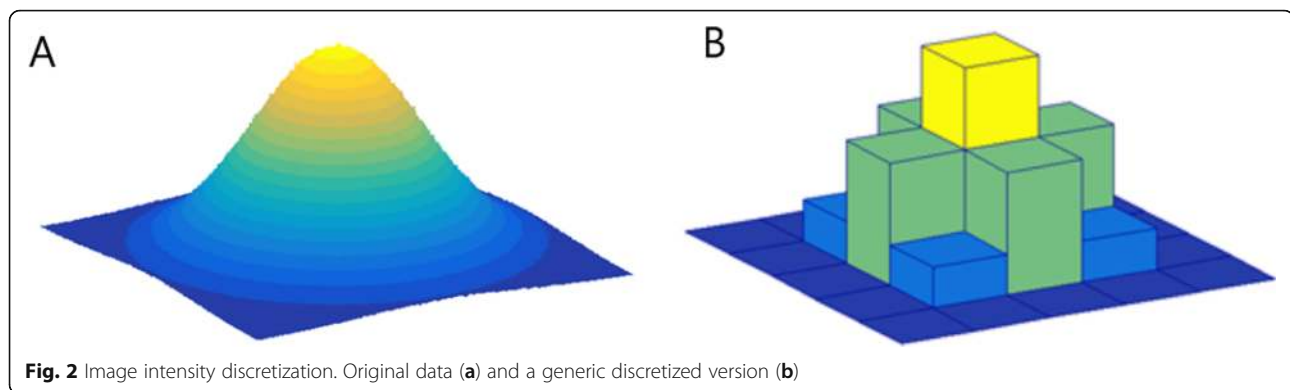 A
B
Fig. 2 Image intensity discretization. Original data (a) and a generic discretized version (b)